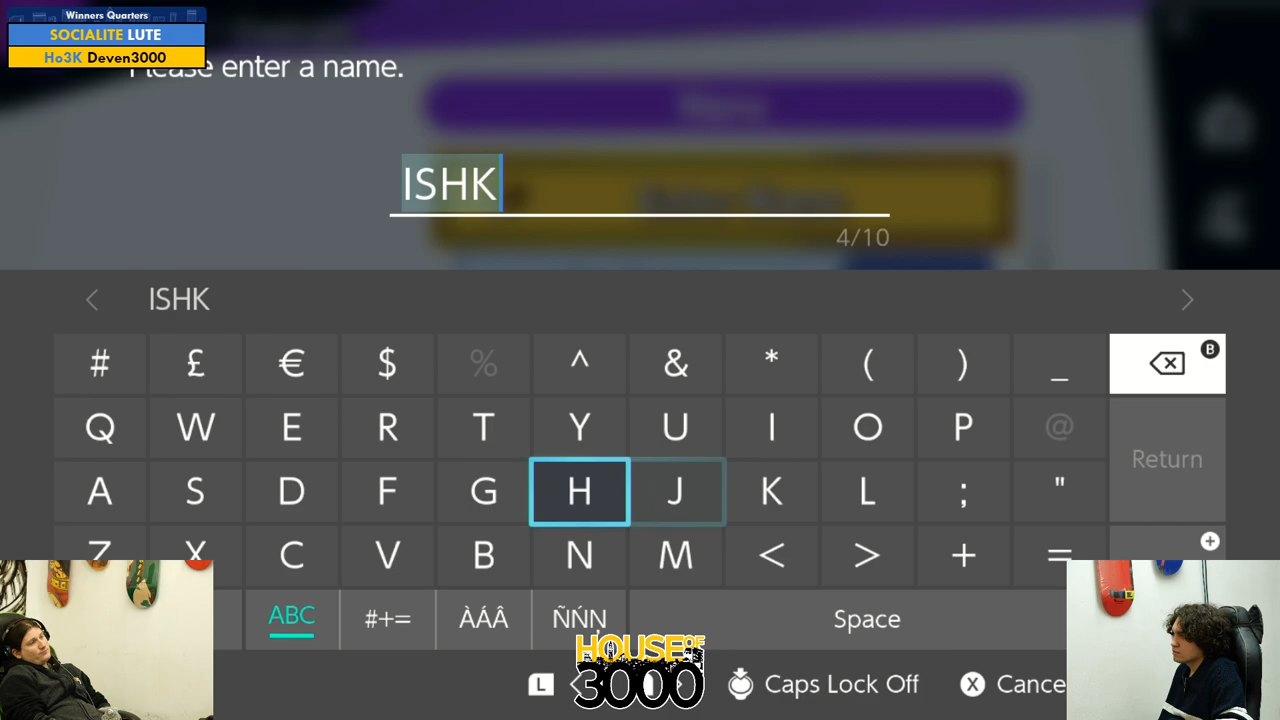 Winners Quarters
SOCIALITE LUTE
Ho3K Deven3000
Please enter a name.
ISHK
4/10
ISHK
# £ € $ % ^ & * ( ) _ B
Q W E R T Y U I O P @ Return
A S D F G H J K L ; "
Z X C V B N M < > + = +
ABC #+= ÀÁÂ ÑŃIN Space
HOUSE OF
3000
L Caps Lock Off X Cance